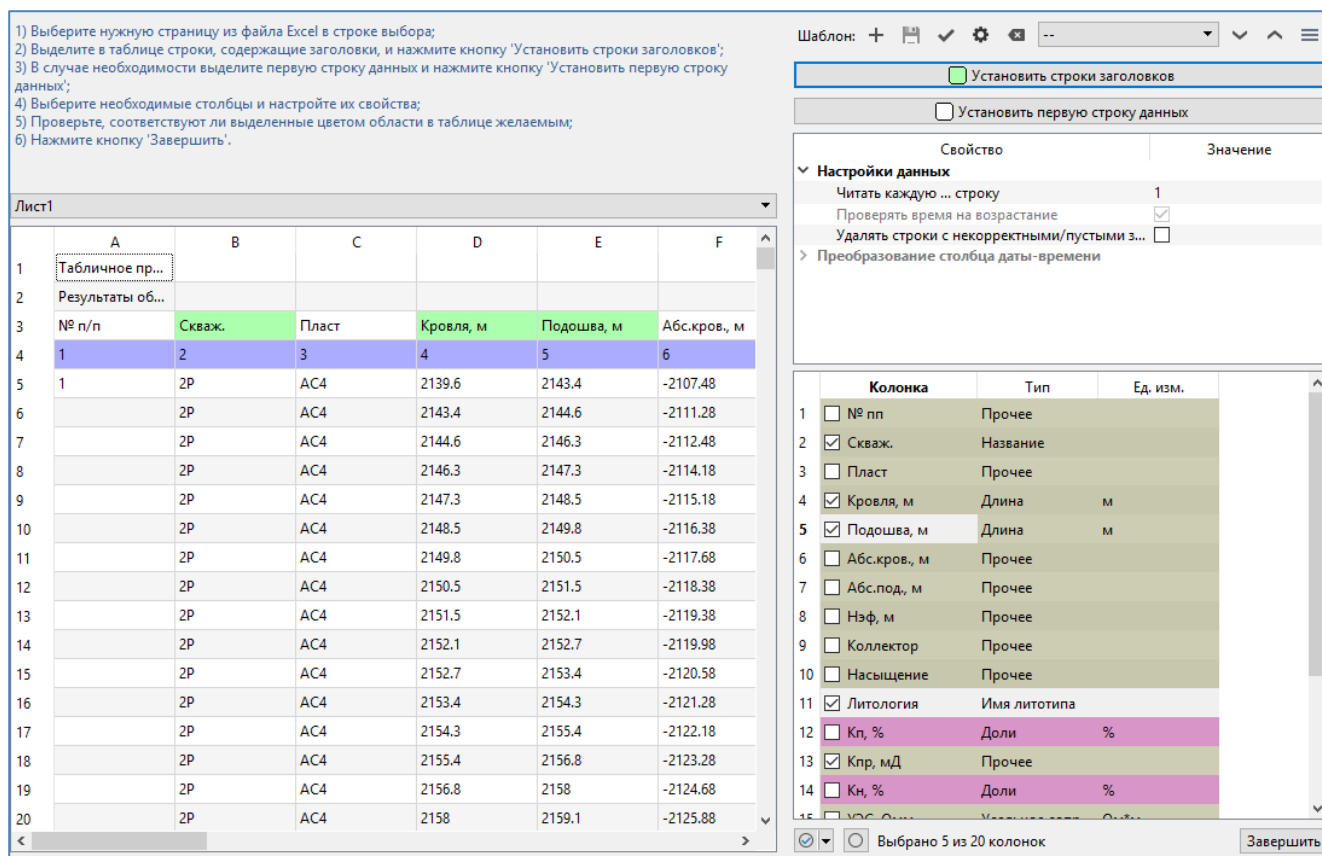 1) Выберите нужную страницу из файла Excel в строке выбора;
2) Выделите в таблице строки, содержащие заголовки, и нажмите кнопку 'Установить строки заголовков';
3) В случае необходимости выделите первую строку данных и нажмите кнопку 'Установить первую строку
данных';
4) Выберите необходимые столбцы и настройте их свойства;
5) Проверьте, соответствуют ли выделенные цветом области в таблице желаемым;
6) Нажмите кнопку 'Завершить'.
Лист1
A B C D E F
1 Табличное пр...
2 Результаты об...
3 № п/п Скваж. Пласт Кровля, м Подошва, м Абс.кров., м
4 1 2 3 4 5 6
5 1 2Р АС4 2139.6 2143.4 -2107.48
6 2Р АС4 2143.4 2144.6 -2111.28
7 2Р АС4 2144.6 2146.3 -2112.48
8 2Р АС4 2146.3 2147.3 -2114.18
9 2Р АС4 2147.3 2148.5 -2115.18
10 2Р АС4 2148.5 2149.8 -2116.38
11 2Р АС4 2149.8 2150.5 -2117.68
12 2Р АС4 2150.5 2151.5 -2118.38
13 2Р АС4 2151.5 2152.1 -2119.38
14 2Р АС4 2152.1 2152.7 -2119.98
15 2Р АС4 2152.7 2153.4 -2120.58
16 2Р АС4 2153.4 2154.3 -2121.28
17 2Р АС4 2154.3 2155.4 -2122.18
18 2Р АС4 2155.4 2156.8 -2123.28
19 2Р АС4 2156.8 2158 -2124.68
20 2Р АС4 2158 2159.1 -2125.88
Шаблон: --
Установить строки заголовков
Установить первую строку данных
Свойство Значение
Настройки данных
Читать каждую ... строку 1
Проверять время на возрастание
Удалять строки с некорректными/пустыми з...
Преобразование столбца даты-времени
Колонка Тип Ед. изм.
1 № пп Прочее
2 Скваж. Название
3 Пласт Прочее
4 Кровля, м Длина м
5 Подошва, м Длина м
6 Абс.кров., м Прочее
7 Абс.под., м Прочее
8 Нэф, м Прочее
9 Коллектор Прочее
10 Насыщение Прочее
11 Литология Имя литотипа
12 Кп, % Доли %
13 Кпр, мД Прочее
14 Кн, % Доли %
Выбрано 5 из 20 колонок
Завершить